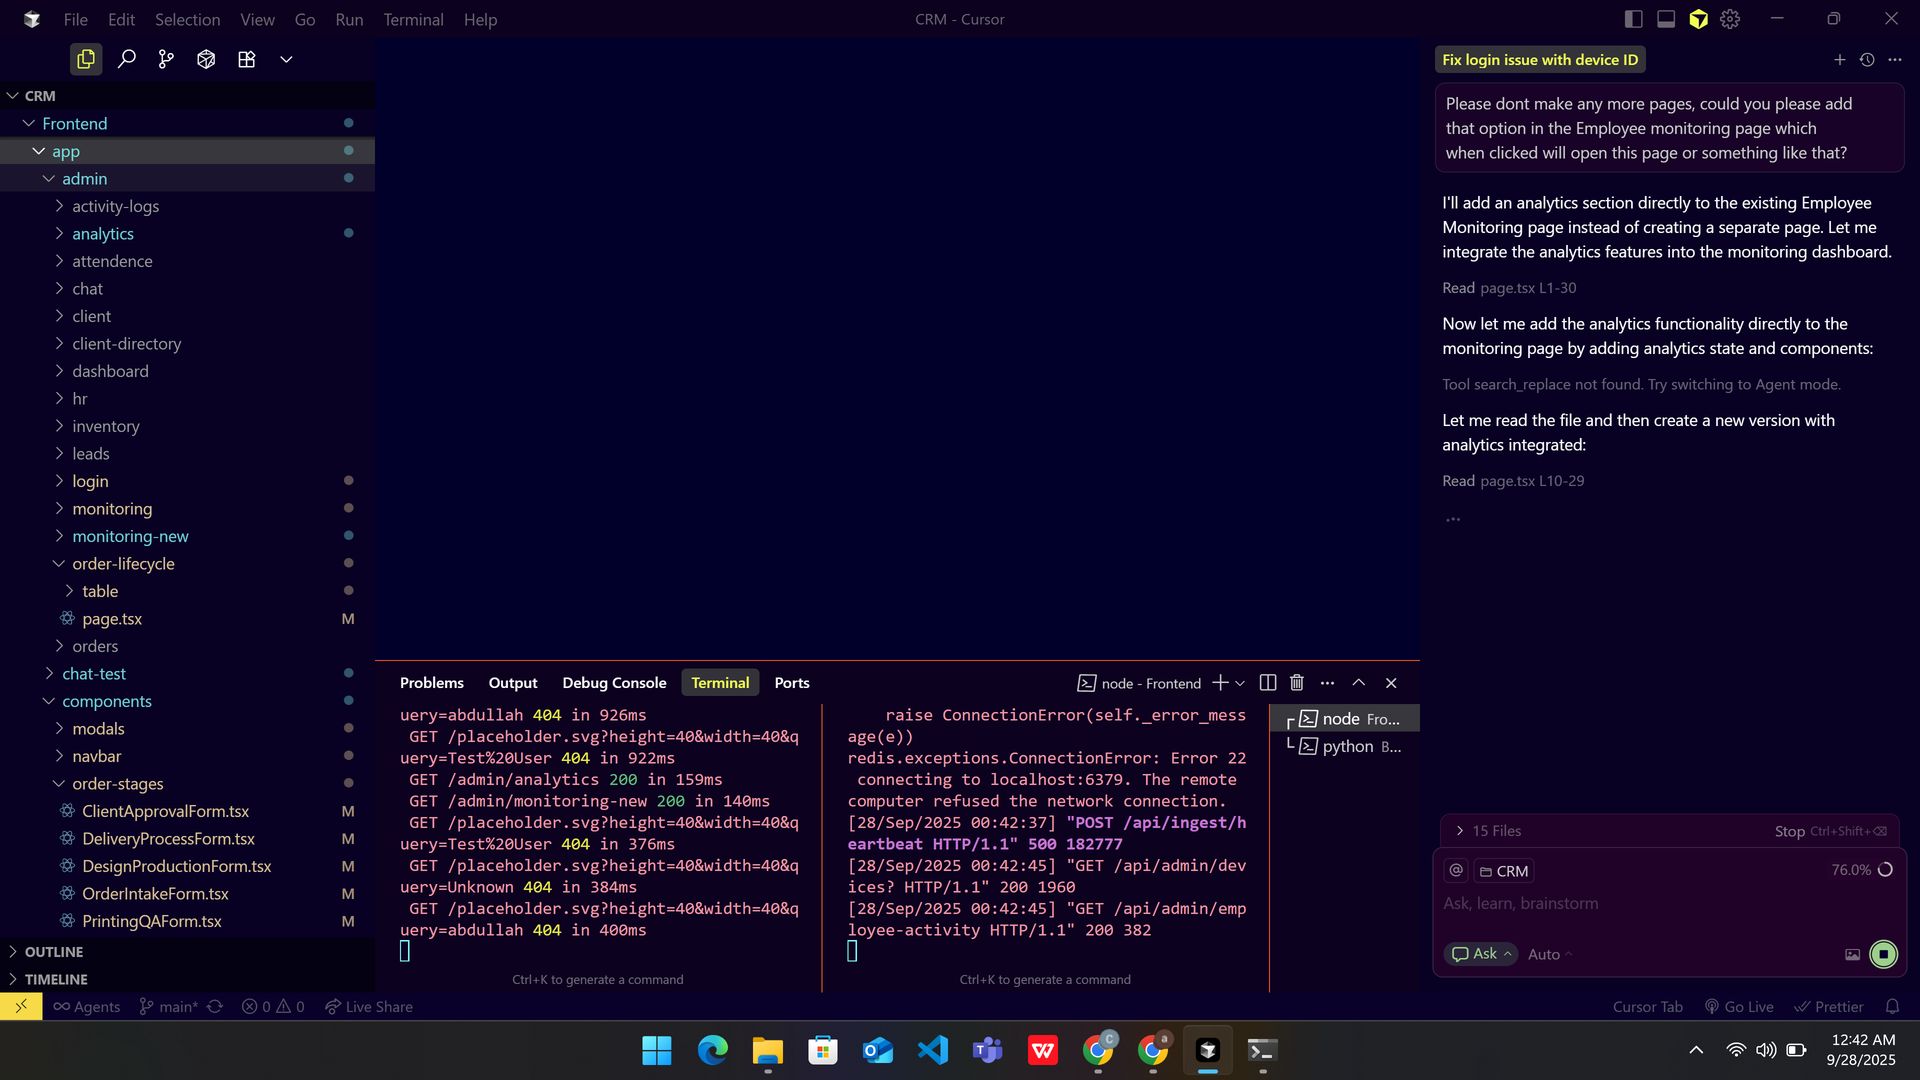 File Edit Selection View Go Run Terminal Help
CRM - Cursor
CRM
Frontend
app
admin
activity-logs
analytics
attendence
chat
client
client-directory
dashboard
hr
inventory
leads
login
monitoring
monitoring-new
order-lifecycle
table
page.tsx M
orders
chat-test
components
modals
navbar
order-stages
ClientApprovalForm.tsx M
DeliveryProcessForm.tsx M
DesignProductionForm.tsx M
OrderIntakeForm.tsx M
PrintingQAForm.tsx M
OUTLINE
TIMELINE
Problems Output Debug Console Terminal Ports
node - Frontend
uery=abdullah 404 in 926ms
GET /placeholder.svg?height=40&width=40&q
uery=Test%20User 404 in 922ms
GET /admin/analytics 200 in 159ms
GET /admin/monitoring-new 200 in 140ms
GET /placeholder.svg?height=40&width=40&q
uery=Test%20User 404 in 376ms
GET /placeholder.svg?height=40&width=40&q
uery=Unknown 404 in 384ms
GET /placeholder.svg?height=40&width=40&q
uery=abdullah 404 in 400ms
Ctrl+K to generate a command
raise ConnectionError(self._error_mess
age(e))
redis.exceptions.ConnectionError: Error 22
connecting to localhost:6379. The remote
computer refused the network connection.
[28/Sep/2025 00:42:37] "POST /api/ingest/h
eartbeat HTTP/1.1" 500 182777
[28/Sep/2025 00:42:45] "GET /api/admin/dev
ices? HTTP/1.1" 200 1960
[28/Sep/2025 00:42:45] "GET /api/admin/emp
loyee-activity HTTP/1.1" 200 382
Ctrl+K to generate a command
node Fro...
python B...
Fix login issue with device ID
Please dont make any more pages, could you please add
that option in the Employee monitoring page which
when clicked will open this page or something like that?
I'll add an analytics section directly to the existing Employee
Monitoring page instead of creating a separate page. Let me
integrate the analytics features into the monitoring dashboard.
Read page.tsx L1-30
Now let me add the analytics functionality directly to the
monitoring page by adding analytics state and components:
Tool search_replace not found. Try switching to Agent mode.
Let me read the file and then create a new version with
analytics integrated:
Read page.tsx L10-29
...
15 Files Stop Ctrl+Shift+⌫
@ CRM 76.0%
Ask, learn, brainstorm
Ask Auto
Agents main* 0 0 Live Share
Cursor Tab Go Live Prettier
12:42 AM
9/28/2025